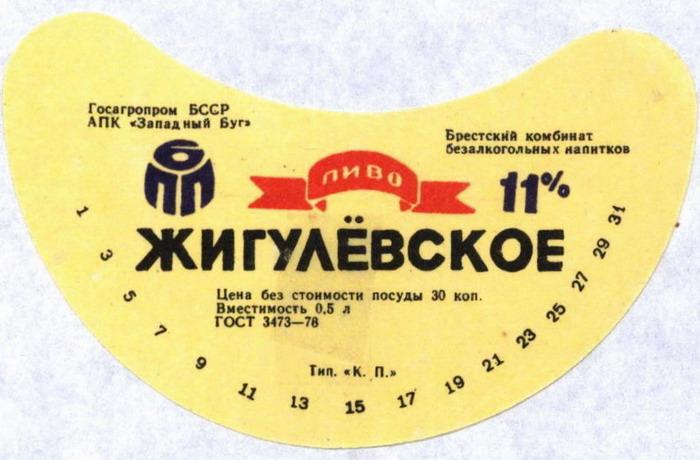 Госагропром БССР
АПК «Западный Буг»
Брестский комбинат
безалкогольных напитков
БПП
ПИВО
11%
ЖИГУЛЁВСКОЕ
Цена без стоимости посуды 30 коп.
Вместимость 0,5 л
ГОСТ 3473—78
Тип. «К. П.»
1 3 5 7 9 11 13 15 17 19 21 23 25 27 29 31